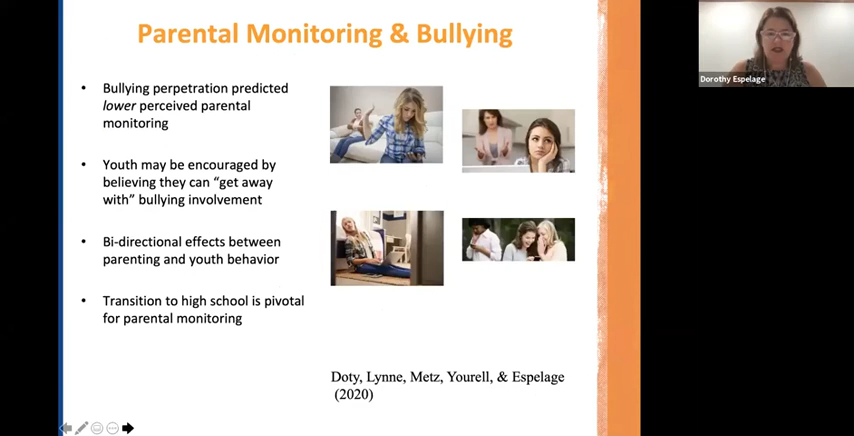 Parental Monitoring & Bullying
Dorothy Espelage
• Bullying perpetration predicted
lower perceived parental
monitoring
• Youth may be encouraged by
believing they can “get away
with” bullying involvement
• Bi-directional effects between
parenting and youth behavior
• Transition to high school is pivotal
for parental monitoring
Doty, Lynne, Metz, Yourell, & Espelage
(2020)